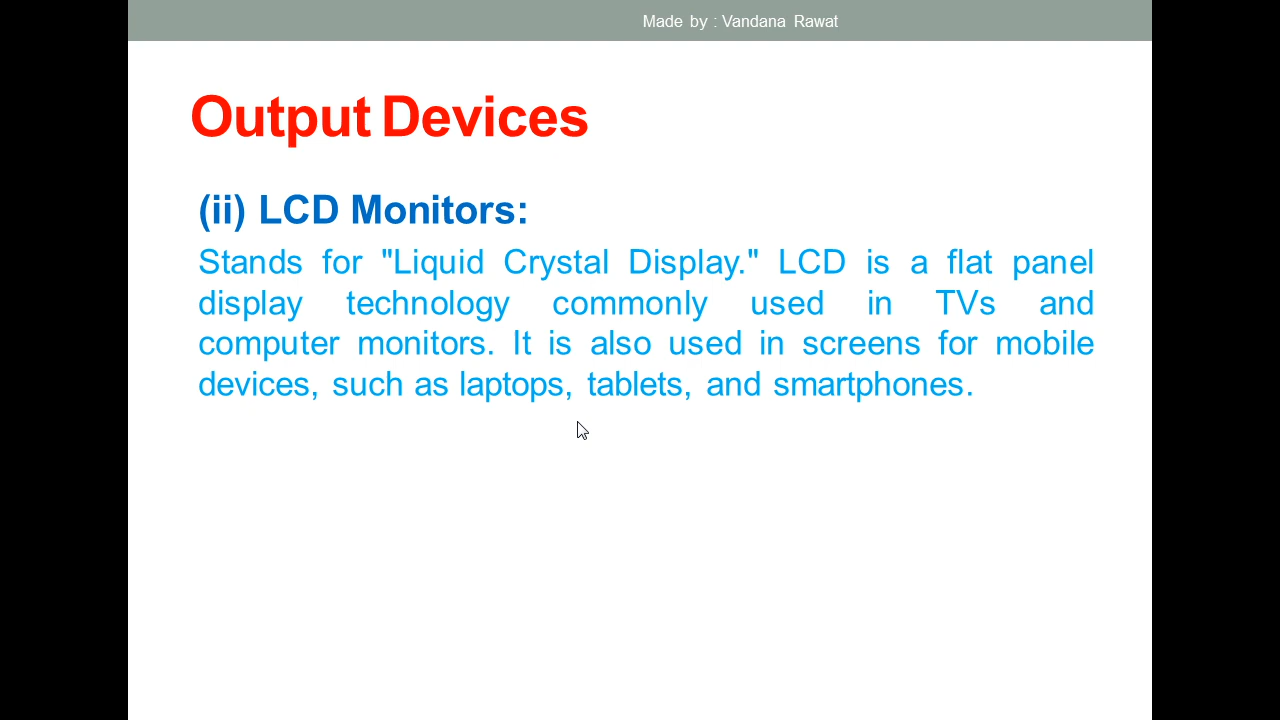 Made by : Vandana Rawat
Output Devices
(ii) LCD Monitors:
Stands for "Liquid Crystal Display." LCD is a flat panel
display technology commonly used in TVs and
computer monitors. It is also used in screens for mobile
devices, such as laptops, tablets, and smartphones.